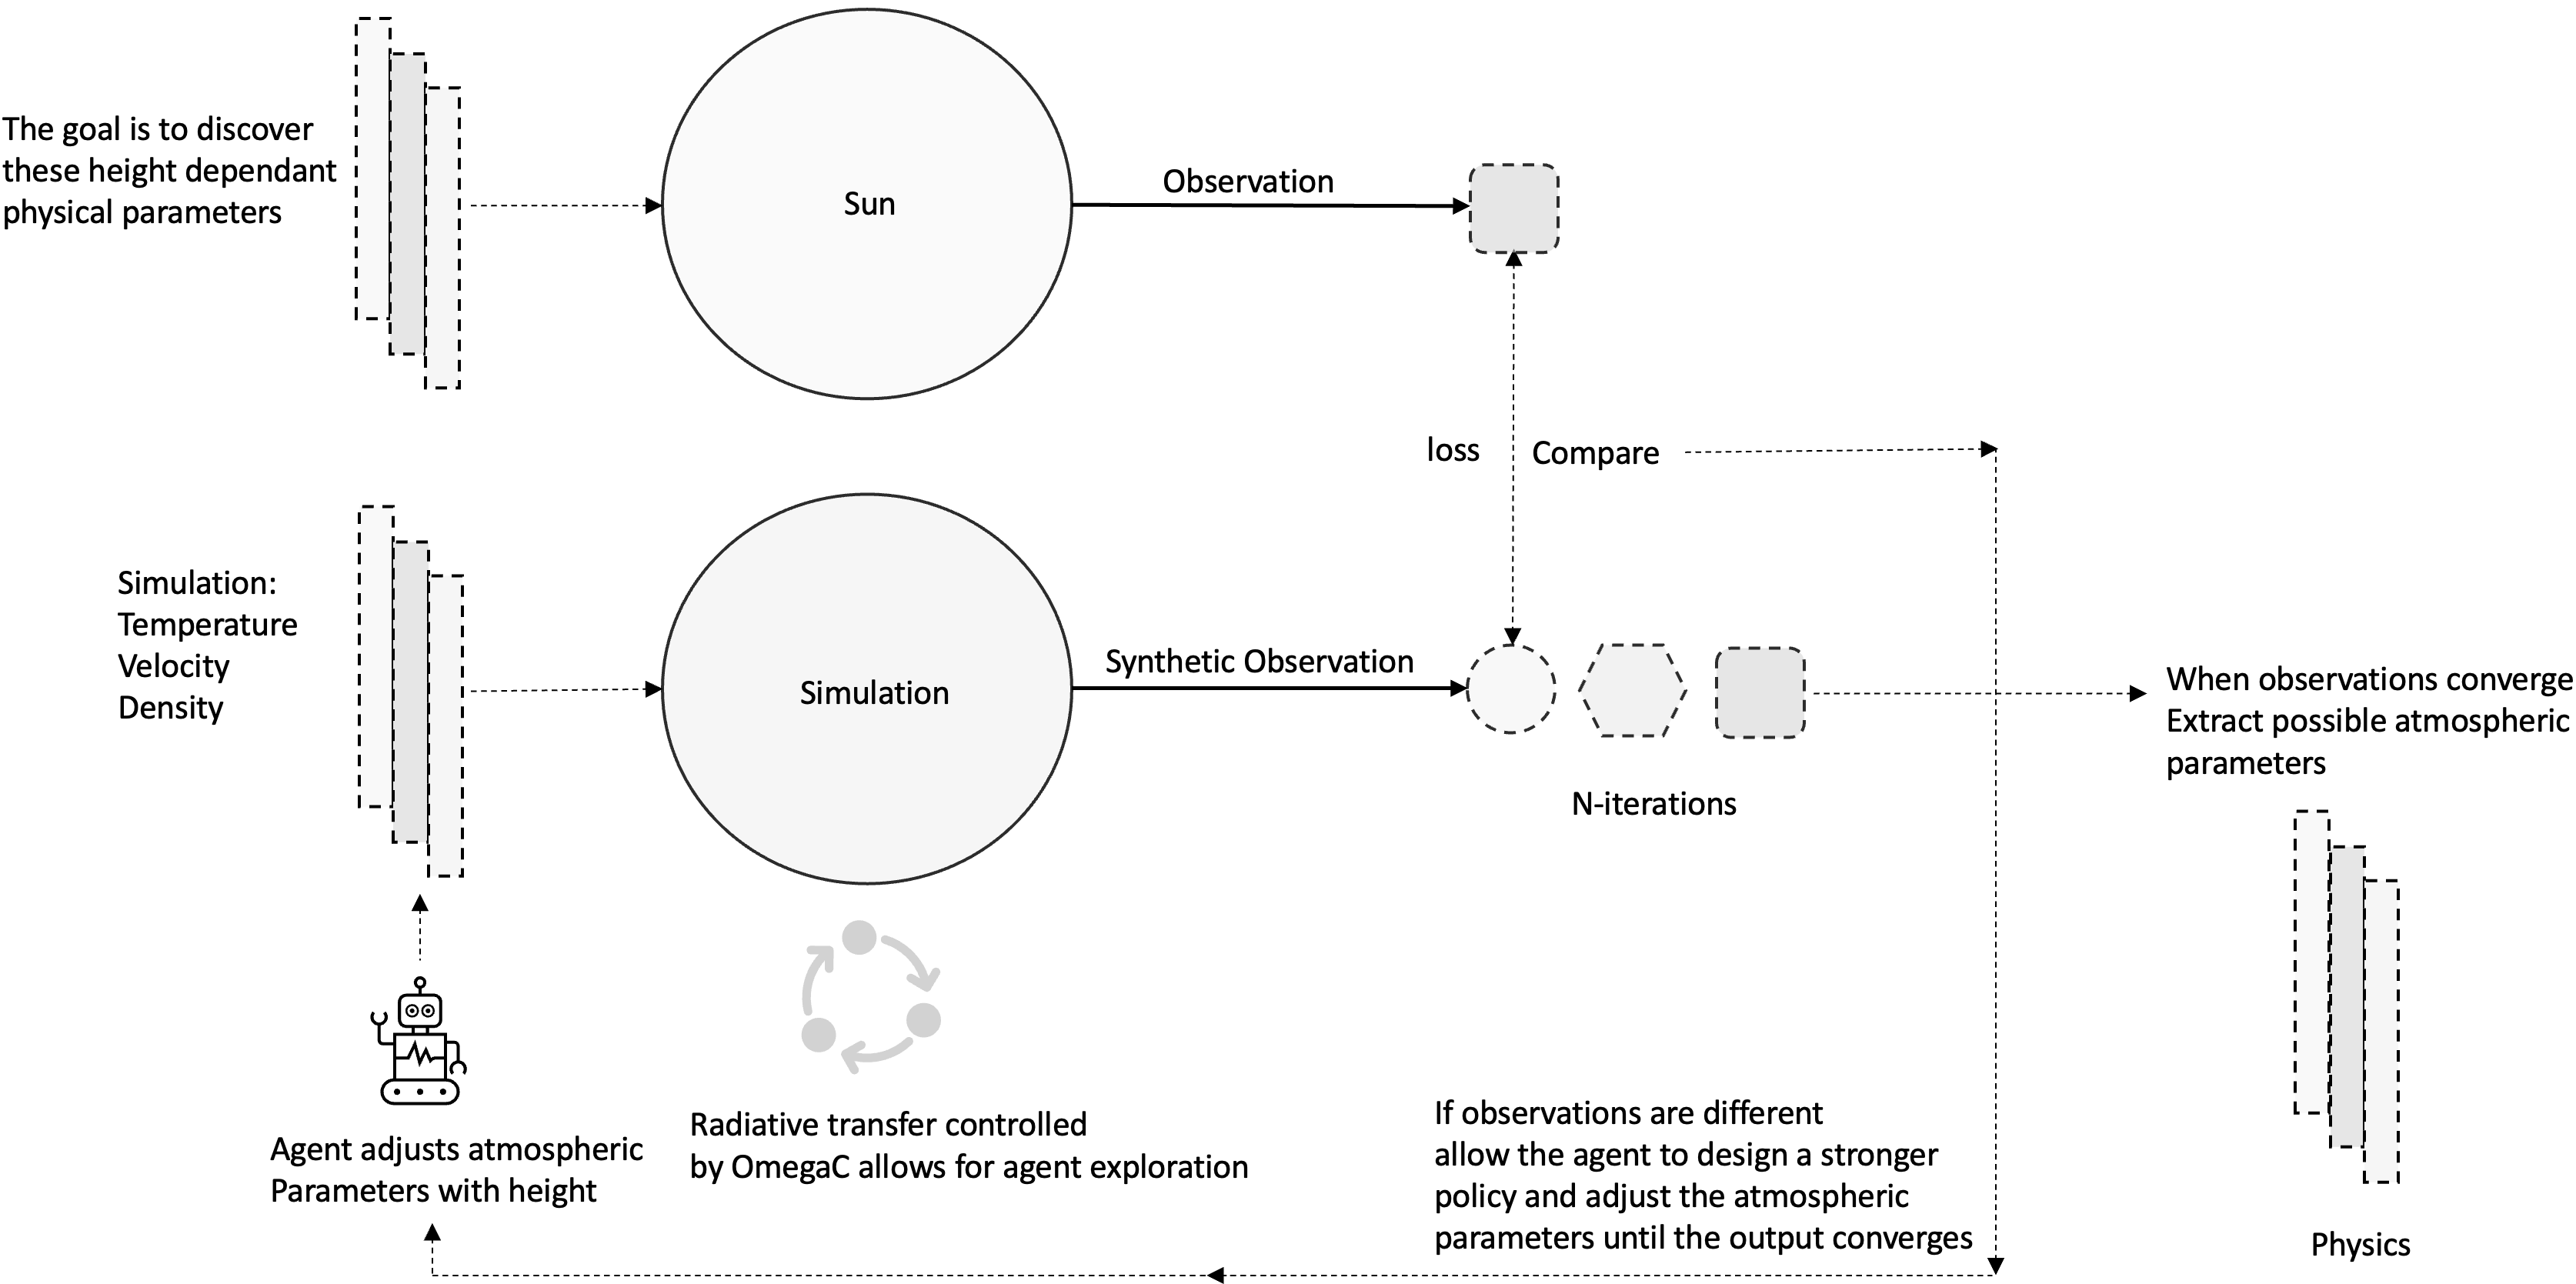 The goal is to discover
these height dependant
physical parameters
Sun
Observation
loss
Compare
Simulation:
Temperature
Velocity
Density
Simulation
Synthetic Observation
N-iterations
When observations converge
Extract possible atmospheric
parameters
Agent adjusts atmospheric
Parameters with height
Radiative transfer controlled
by OmegaC allows for agent exploration
If observations are different
allow the agent to design a stronger
policy and adjust the atmospheric
parameters until the output converges
Physics